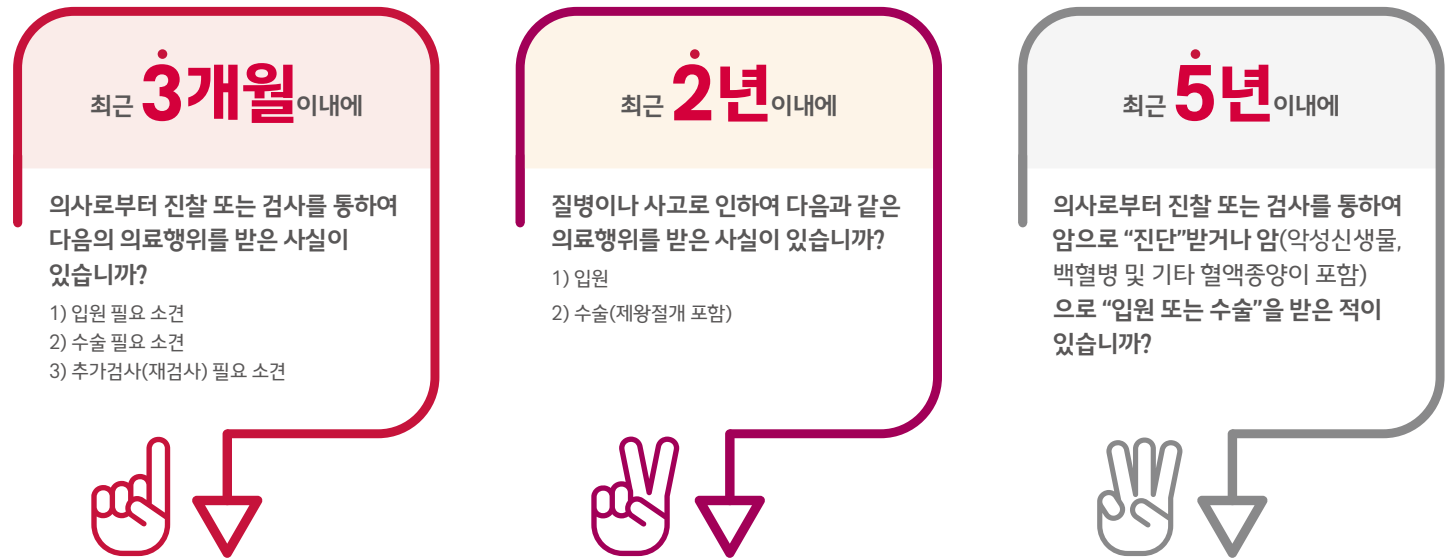 최근 3개월이내에
의사로부터 진찰 또는 검사를 통하여
다음의 의료행위를 받은 사실이
있습니까?
1) 입원 필요 소견
2) 수술 필요 소견
3) 추가검사(재검사) 필요 소견
최근 2년이내에
질병이나 사고로 인하여 다음과 같은
의료행위를 받은 사실이 있습니까?
1) 입원
2) 수술(제왕절개 포함)
최근 5년이내에
의사로부터 진찰 또는 검사를 통하여
암으로 “진단”받거나 암(악성신생물,
백혈병 및 기타 혈액종양이 포함)
으로 “입원 또는 수술”을 받은 적이
있습니까?